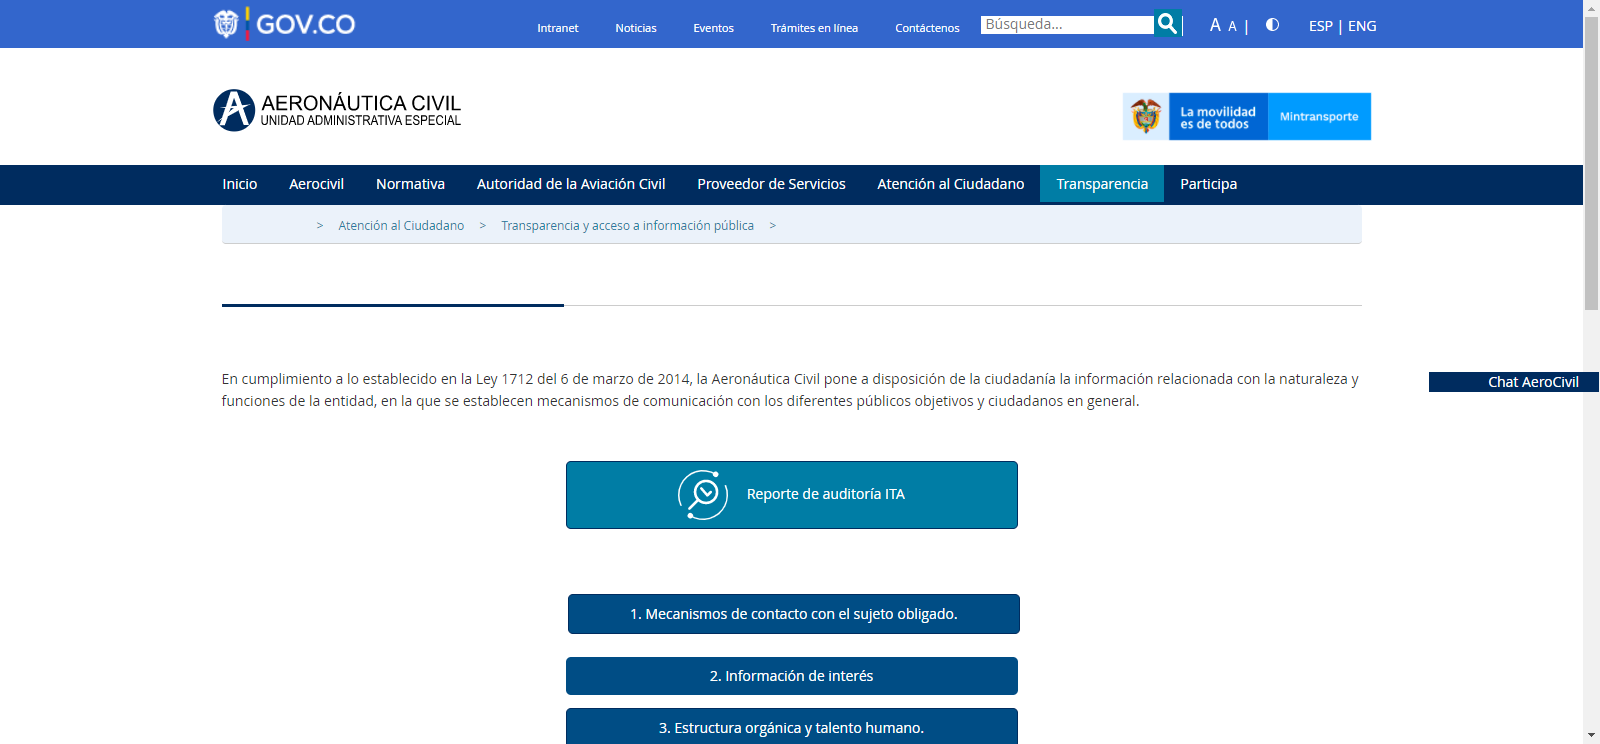 GOV.CO
Intranet
Noticias
Eventos
Trámites en línea
Contáctenos
Búsqueda...
A A |
ESP | ENG
AERONÁUTICA CIVIL
UNIDAD ADMINISTRATIVA ESPECIAL
La movilidad
es de todos
Mintransporte
Inicio
Aerocivil
Normativa
Autoridad de la Aviación Civil
Proveedor de Servicios
Atención al Ciudadano
Transparencia
Participa
> Atención al Ciudadano > Transparencia y acceso a información pública >
En cumplimiento a lo establecido en la Ley 1712 del 6 de marzo de 2014, la Aeronáutica Civil pone a disposición de la ciudadanía la información relacionada con la naturaleza y
funciones de la entidad, en la que se establecen mecanismos de comunicación con los diferentes públicos objetivos y ciudadanos en general.
Chat AeroCivil
Reporte de auditoría ITA
1. Mecanismos de contacto con el sujeto obligado.
2. Información de interés
3. Estructura orgánica y talento humano.